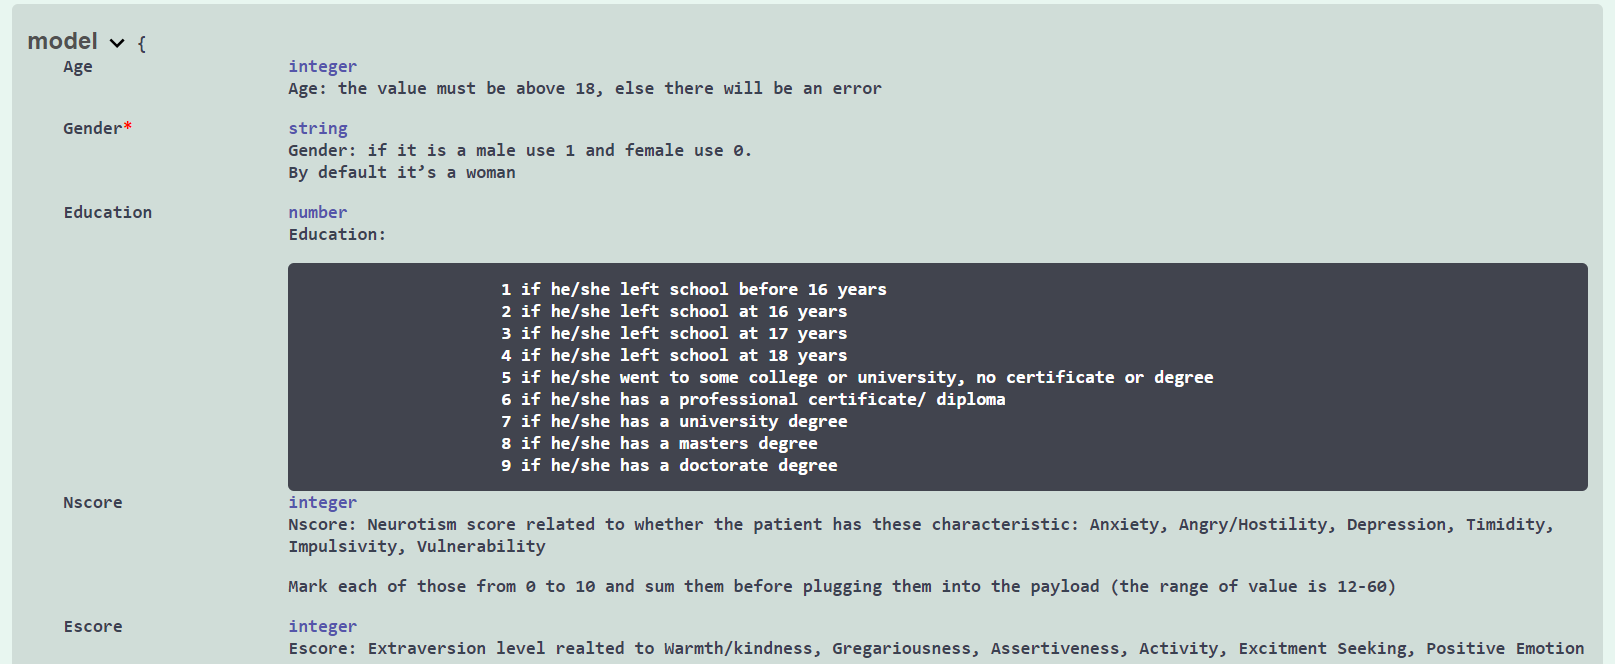 model {
Age integer
Age: the value must be above 18, else there will be an error
Gender* string
Gender: if it is a male use 1 and female use 0.
By default it’s a woman
Education number
Education:
1 if he/she left school before 16 years
2 if he/she left school at 16 years
3 if he/she left school at 17 years
4 if he/she left school at 18 years
5 if he/she went to some college or university, no certificate or degree
6 if he/she has a professional certificate/ diploma
7 if he/she has a university degree
8 if he/she has a masters degree
9 if he/she has a doctorate degree
Nscore integer
Nscore: Neurotism score related to whether the patient has these characteristic: Anxiety, Angry/Hostility, Depression, Timidity,
Impulsivity, Vulnerability
Mark each of those from 0 to 10 and sum them before plugging them into the payload (the range of value is 12-60)
Escore integer
Escore: Extraversion level realted to Warmth/kindness, Gregariousness, Assertiveness, Activity, Excitment Seeking, Positive Emotion